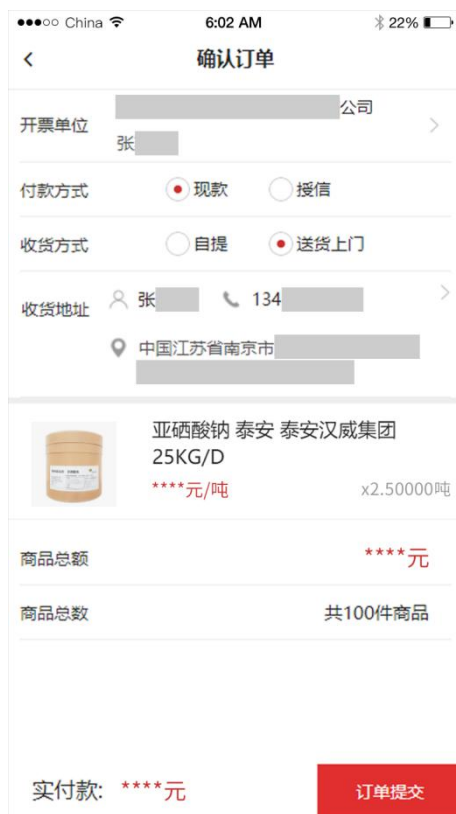 China 6:02 AM 22%
确认订单
开票单位
公司
张
付款方式 现款 授信
收货方式 自提 送货上门
收货地址 张 134
中国江苏省南京市
亚硒酸钠 泰安 泰安汉威集团
25KG/D
****元/吨 x2.50000吨
商品总额 ****元
商品总数 共100件商品
实付款: ****元 订单提交